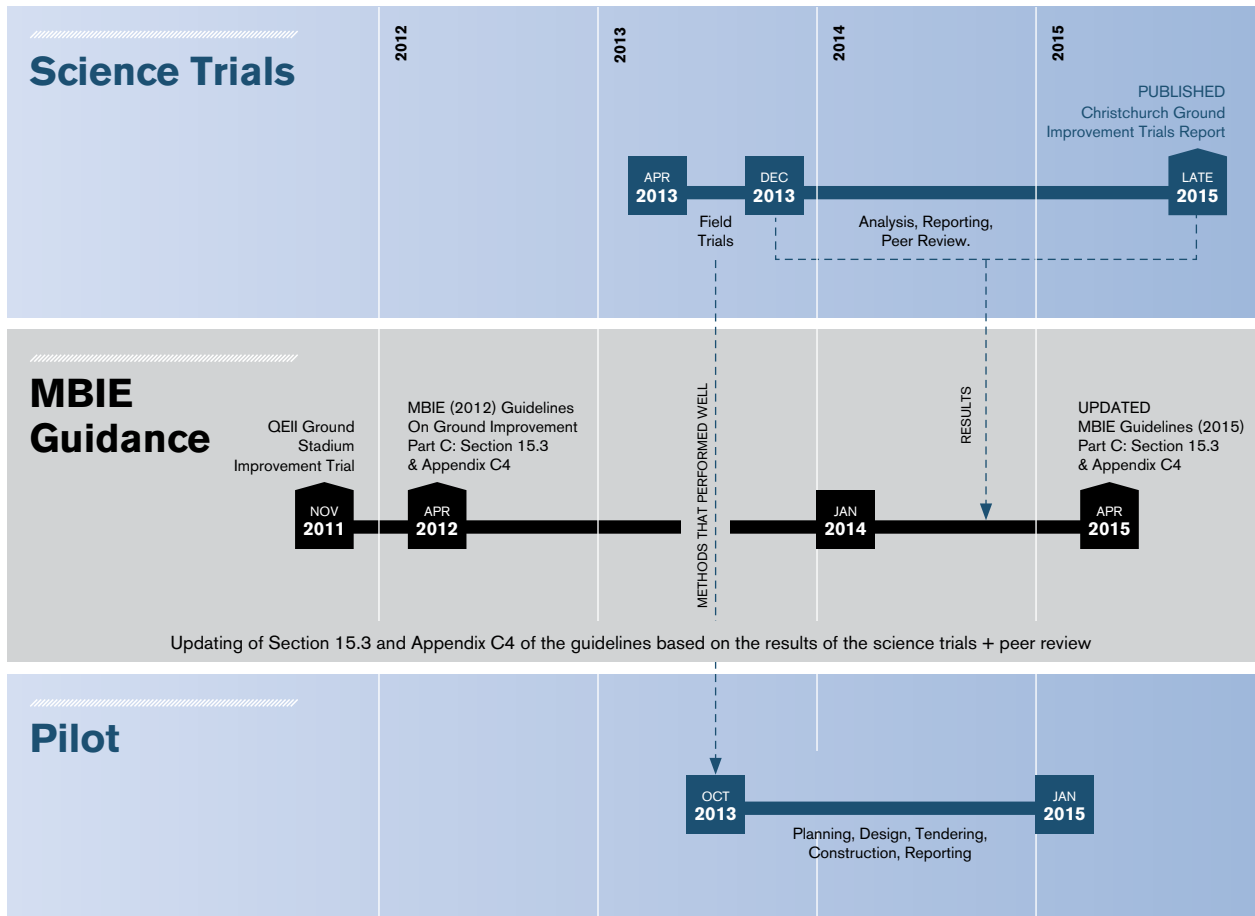 2012
2013
2014
2015
Science Trials
PUBLISHED
Christchurch Ground
Improvement Trials Report
APR
2013
DEC
2013
LATE
2015
Field
Trials
Analysis, Reporting,
Peer Review.
MBIE
Guidance
QEII Ground
Stadium
Improvement Trial
MBIE (2012) Guidelines
On Ground Improvement
Part C: Section 15.3
& Appendix C4
METHODS THAT PERFORMED WELL
RESULTS
UPDATED
MBIE Guidelines (2015)
Part C: Section 15.3
& Appendix C4
NOV
2011
APR
2012
JAN
2014
APR
2015
Updating of Section 15.3 and Appendix C4 of the guidelines based on the results of the science trials + peer review
Pilot
OCT
2013
JAN
2015
Planning, Design, Tendering,
Construction, Reporting